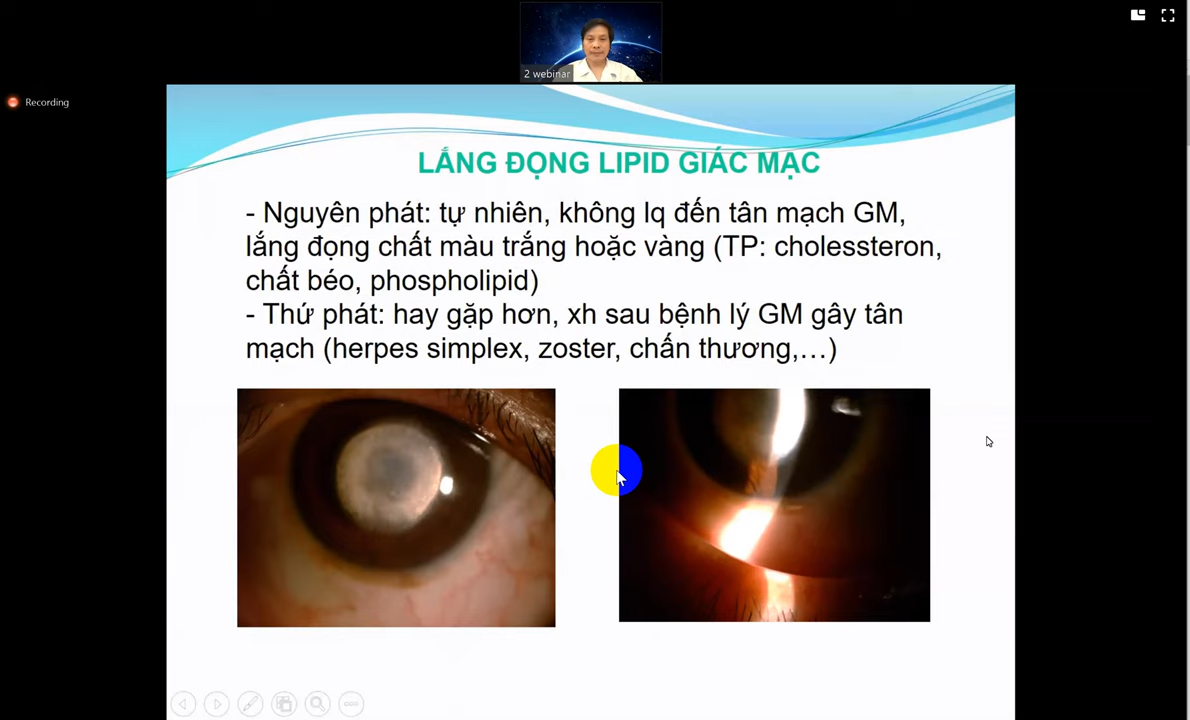 2 webinar
Recording
LẮNG ĐỌNG LIPID GIÁC MẠC
- Nguyên phát: tự nhiên, không lq đến tân mạch GM,
lắng đọng chất màu trắng hoặc vàng (TP: cholessteron,
chất béo, phospholipid)
- Thứ phát: hay gặp hơn, xh sau bệnh lý GM gây tân
mạch (herpes simplex, zoster, chấn thương,...)